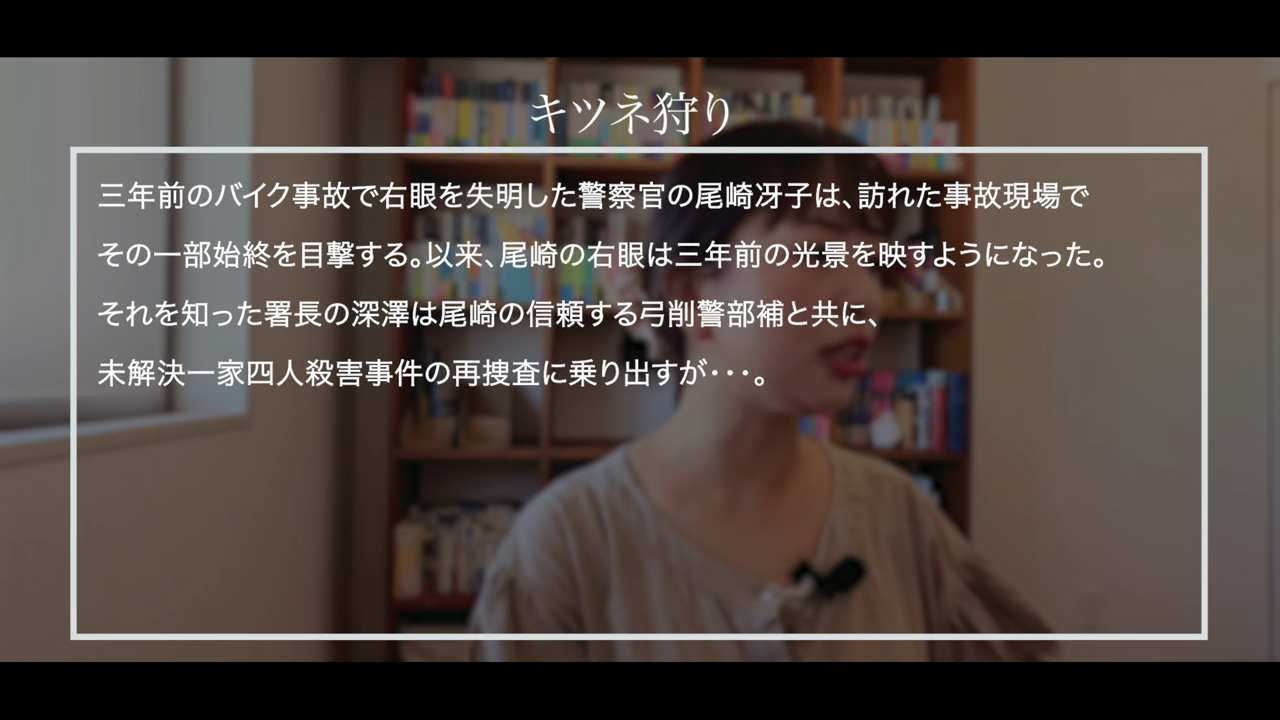 キツネ狩り
三年前のバイク事故で右眼を失明した警察官の尾崎冴子は、訪れた事故現場で
その一部始終を目撃する。以来、尾崎の右眼は三年前の光景を映すようになった。
それを知った署長の深澤は尾崎の信頼する弓削警部補と共に、
未解決一家四人殺害事件の再捜査に乗り出すが･･･。